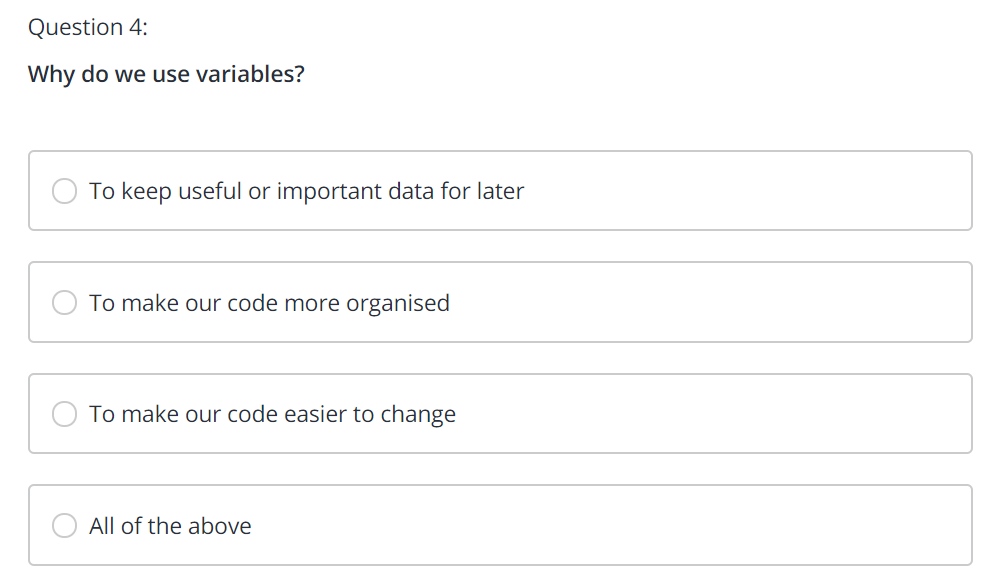 Question 4:
Why do we use variables?
To keep useful or important data for later
To make our code more organised
To make our code easier to change
All of the above